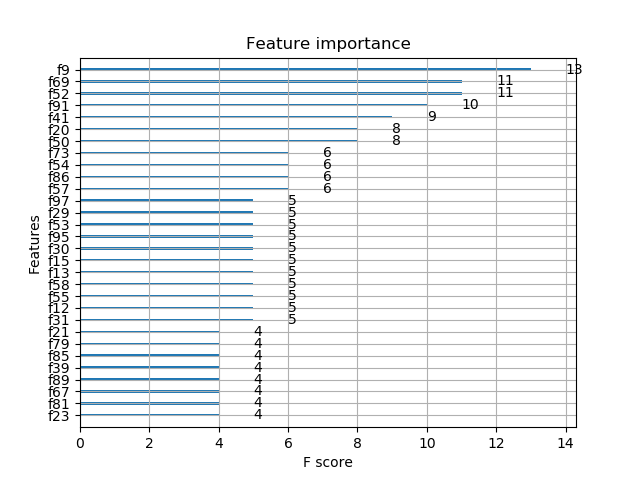 Feature importance
f9 13
f69 11
f52 11
f91 10
f41 9
f20 8
f50 8
f73 6
f54 6
f86 6
f57 6
f97 5
f29 5
f53 5
f95 5
f30 5
f15 5
f13 5
f58 5
f55 5
f12 5
f31 5
f21 4
f79 4
f85 4
f39 4
f89 4
f67 4
f81 4
f23 4
Features
0 2 4 6 8 10 12 14
F score